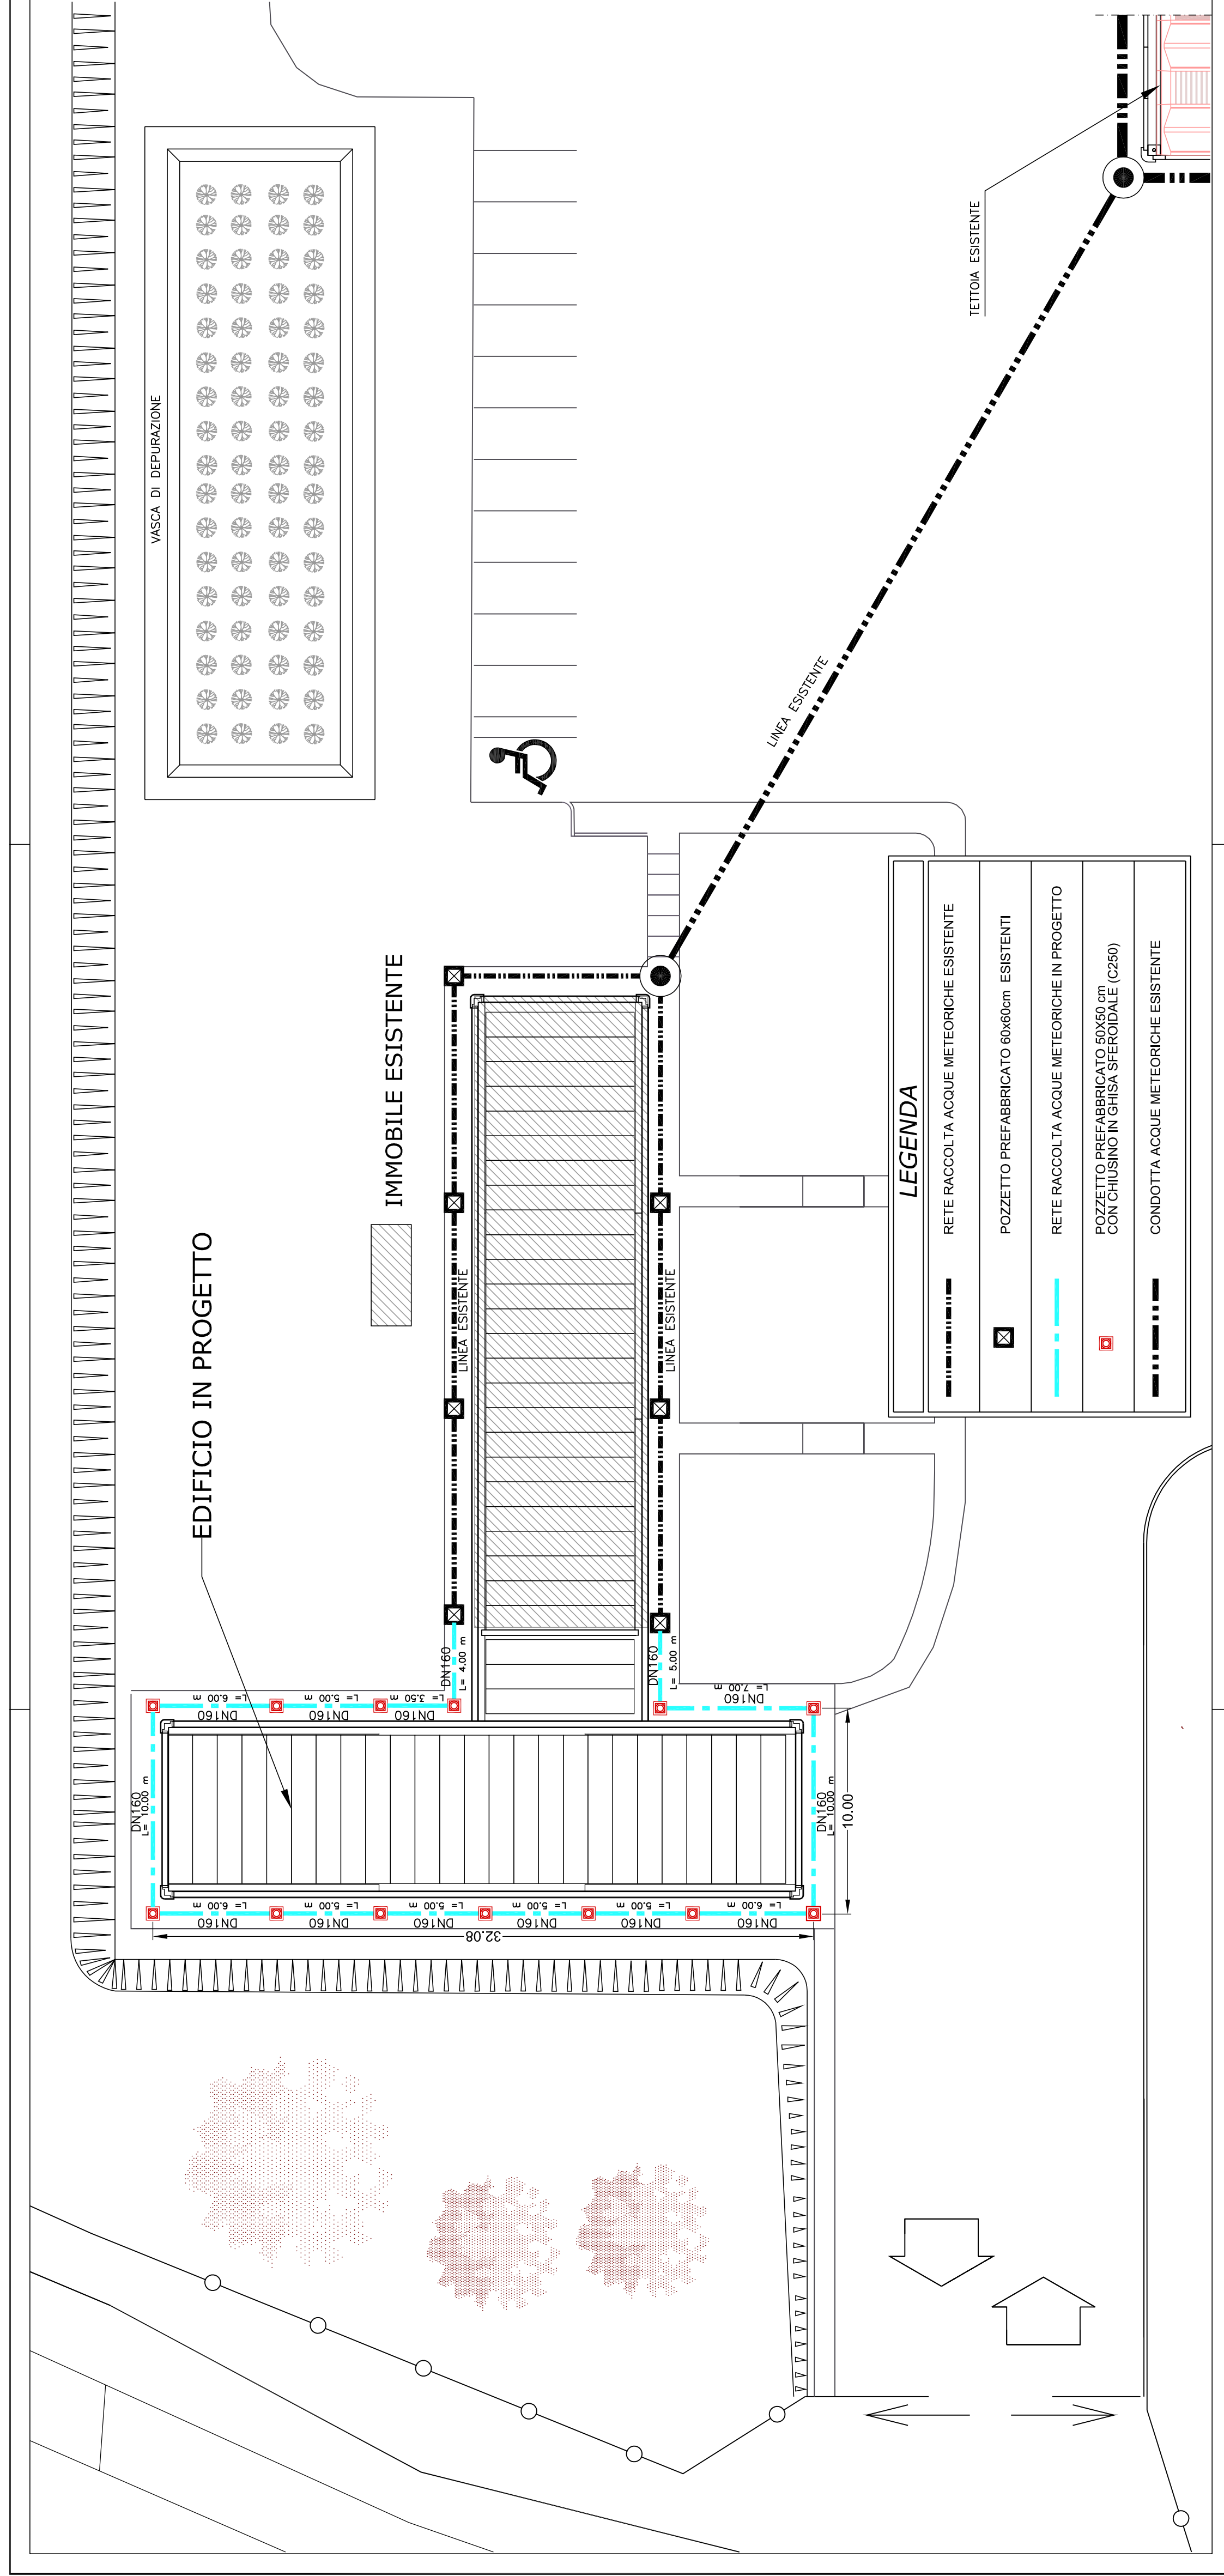 VASCA DI DEPURAZIONE
TETTOIA ESISTENTE
LINEA ESISTENTE
IMMOBILE ESISTENTE
EDIFICIO IN PROGETTO
LINEA ESISTENTE
LINEA ESISTENTE
DN160
L= 4.00 m
DN160
L= 5.00 m
L= 6.00 m
DN160
L= 5.00 m
DN160
L= 3.50 m
DN160
L= 7.00 m
DN160
DN160
L= 10.00 m
DN160
L= 10.00 m
10.00
L= 6.00 m
DN160
L= 5.00 m
DN160
L= 5.00 m
DN160
L= 5.00 m
DN160
L= 5.00 m
DN160
L= 6.00 m
DN160
32.08
LEGENDA
RETE RACCOLTA ACQUE METEORICHE ESISTENTE
POZZETTO PREFABBRICATO 60x60cm ESISTENTI
RETE RACCOLTA ACQUE METEORICHE IN PROGETTO
POZZETTO PREFABBRICATO 50X50 cm
CON CHIUSINO IN GHISA SFEROIDALE (C250)
CONDOTTA ACQUE METEORICHE ESISTENTE